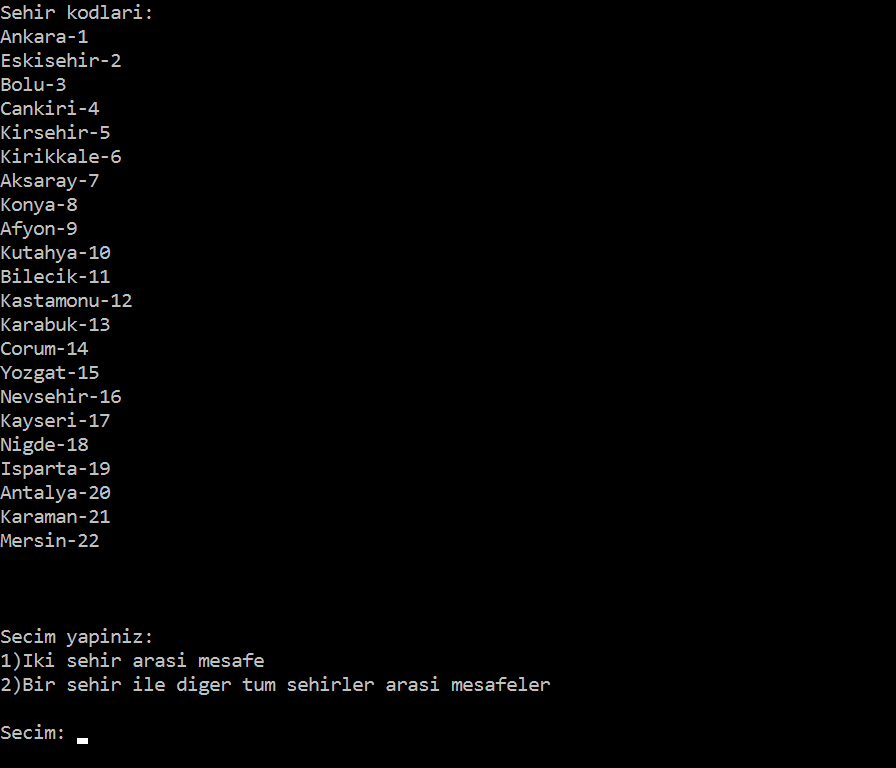 Sehir kodlari:
Ankara-1
Eskisehir-2
Bolu-3
Cankiri-4
Kirsehir-5
Kirikkale-6
Aksaray-7
Konya-8
Afyon-9
Kutahya-10
Bilecik-11
Kastamonu-12
Karabuk-13
Corum-14
Yozgat-15
Nevsehir-16
Kayseri-17
Nigde-18
Isparta-19
Antalya-20
Karaman-21
Mersin-22
Secim yapiniz:
1)Iki sehir arasi mesafe
2)Bir sehir ile diger tum sehirler arasi mesafeler
Secim: